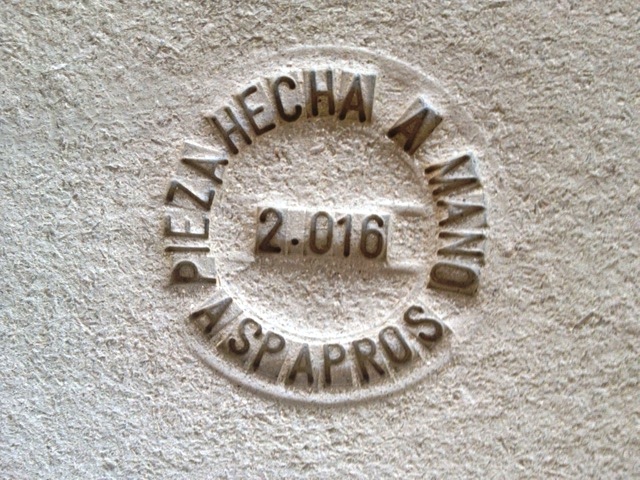 PIEZA HECHA A MANO
2.016
ASPAPROS